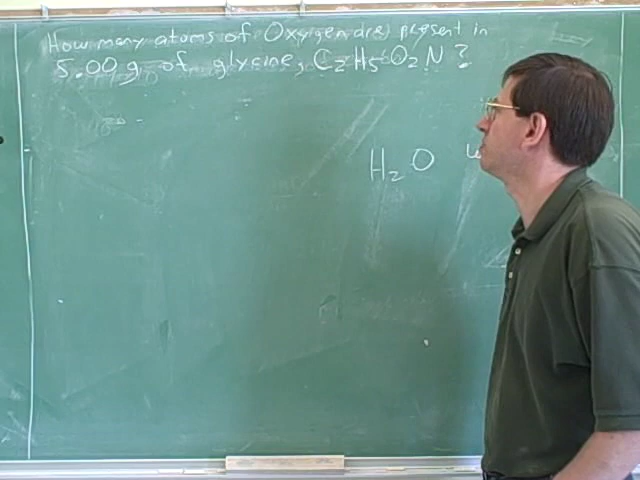 How many atoms of Oxygen are present in
5.00 g of glycine, C2H5O2N ?
H2O